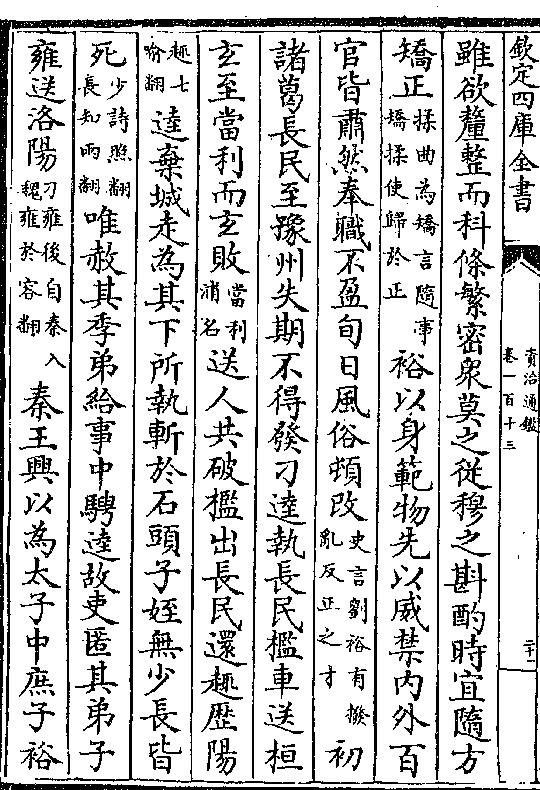 欽定四庫全書
資治通鑑
卷一百十三
二十一
雖欲釐整而科條繁密衆莫之從穆之斟酌時宜隨方
矯正揉曲為矯言隨事矯揉使歸於正裕以身範物先以威禁内外百
官皆肅然奉職不盈旬日風俗頓改史言劉裕有撥亂反正之才初
諸葛長民至豫州失期不得發刁逵執長民檻車送桓
玄至當利而玄敗當利浦名送人共破檻出長民還趣歴陽
趣七喻翻逵棄城走為其下所執斬於石頭子姪無少長皆
死少詩照翻長知兩翻唯赦其季弟給事中騁逵故吏匿其弟子
雍送洛陽刁雍後自秦入魏雍於容翻秦王興以為太子中庶子裕